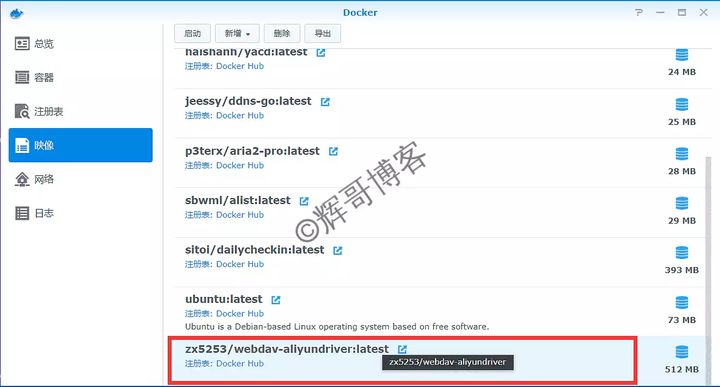 Docker
启动
新增
删除
导出
总览
容器
注册表
映像
网络
日志
haishanh/yacd:latest
注册表: Docker Hub
24 MB
jeessy/ddns-go:latest
注册表: Docker Hub
25 MB
p3terx/aria2-pro:latest
注册表: Docker Hub
28 MB
sbwml/alist:latest
注册表: Docker Hub
29 MB
sitoi/dailycheckin:latest
注册表: Docker Hub
393 MB
ubuntu:latest
Ubuntu is a Debian-based Linux operating system based on free software.
73 MB
zx5253/webdav-aliyundriver:latest
注册表: Docker Hub
zx5253/webdav-aliyundriver
512 MB
©辉哥博客